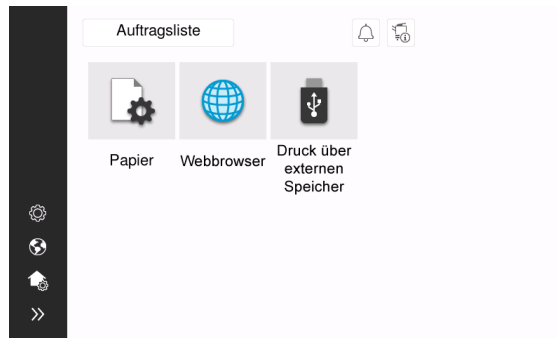 Auftragsliste
Papier
Webbrowser
Druck über
externen
Speicher